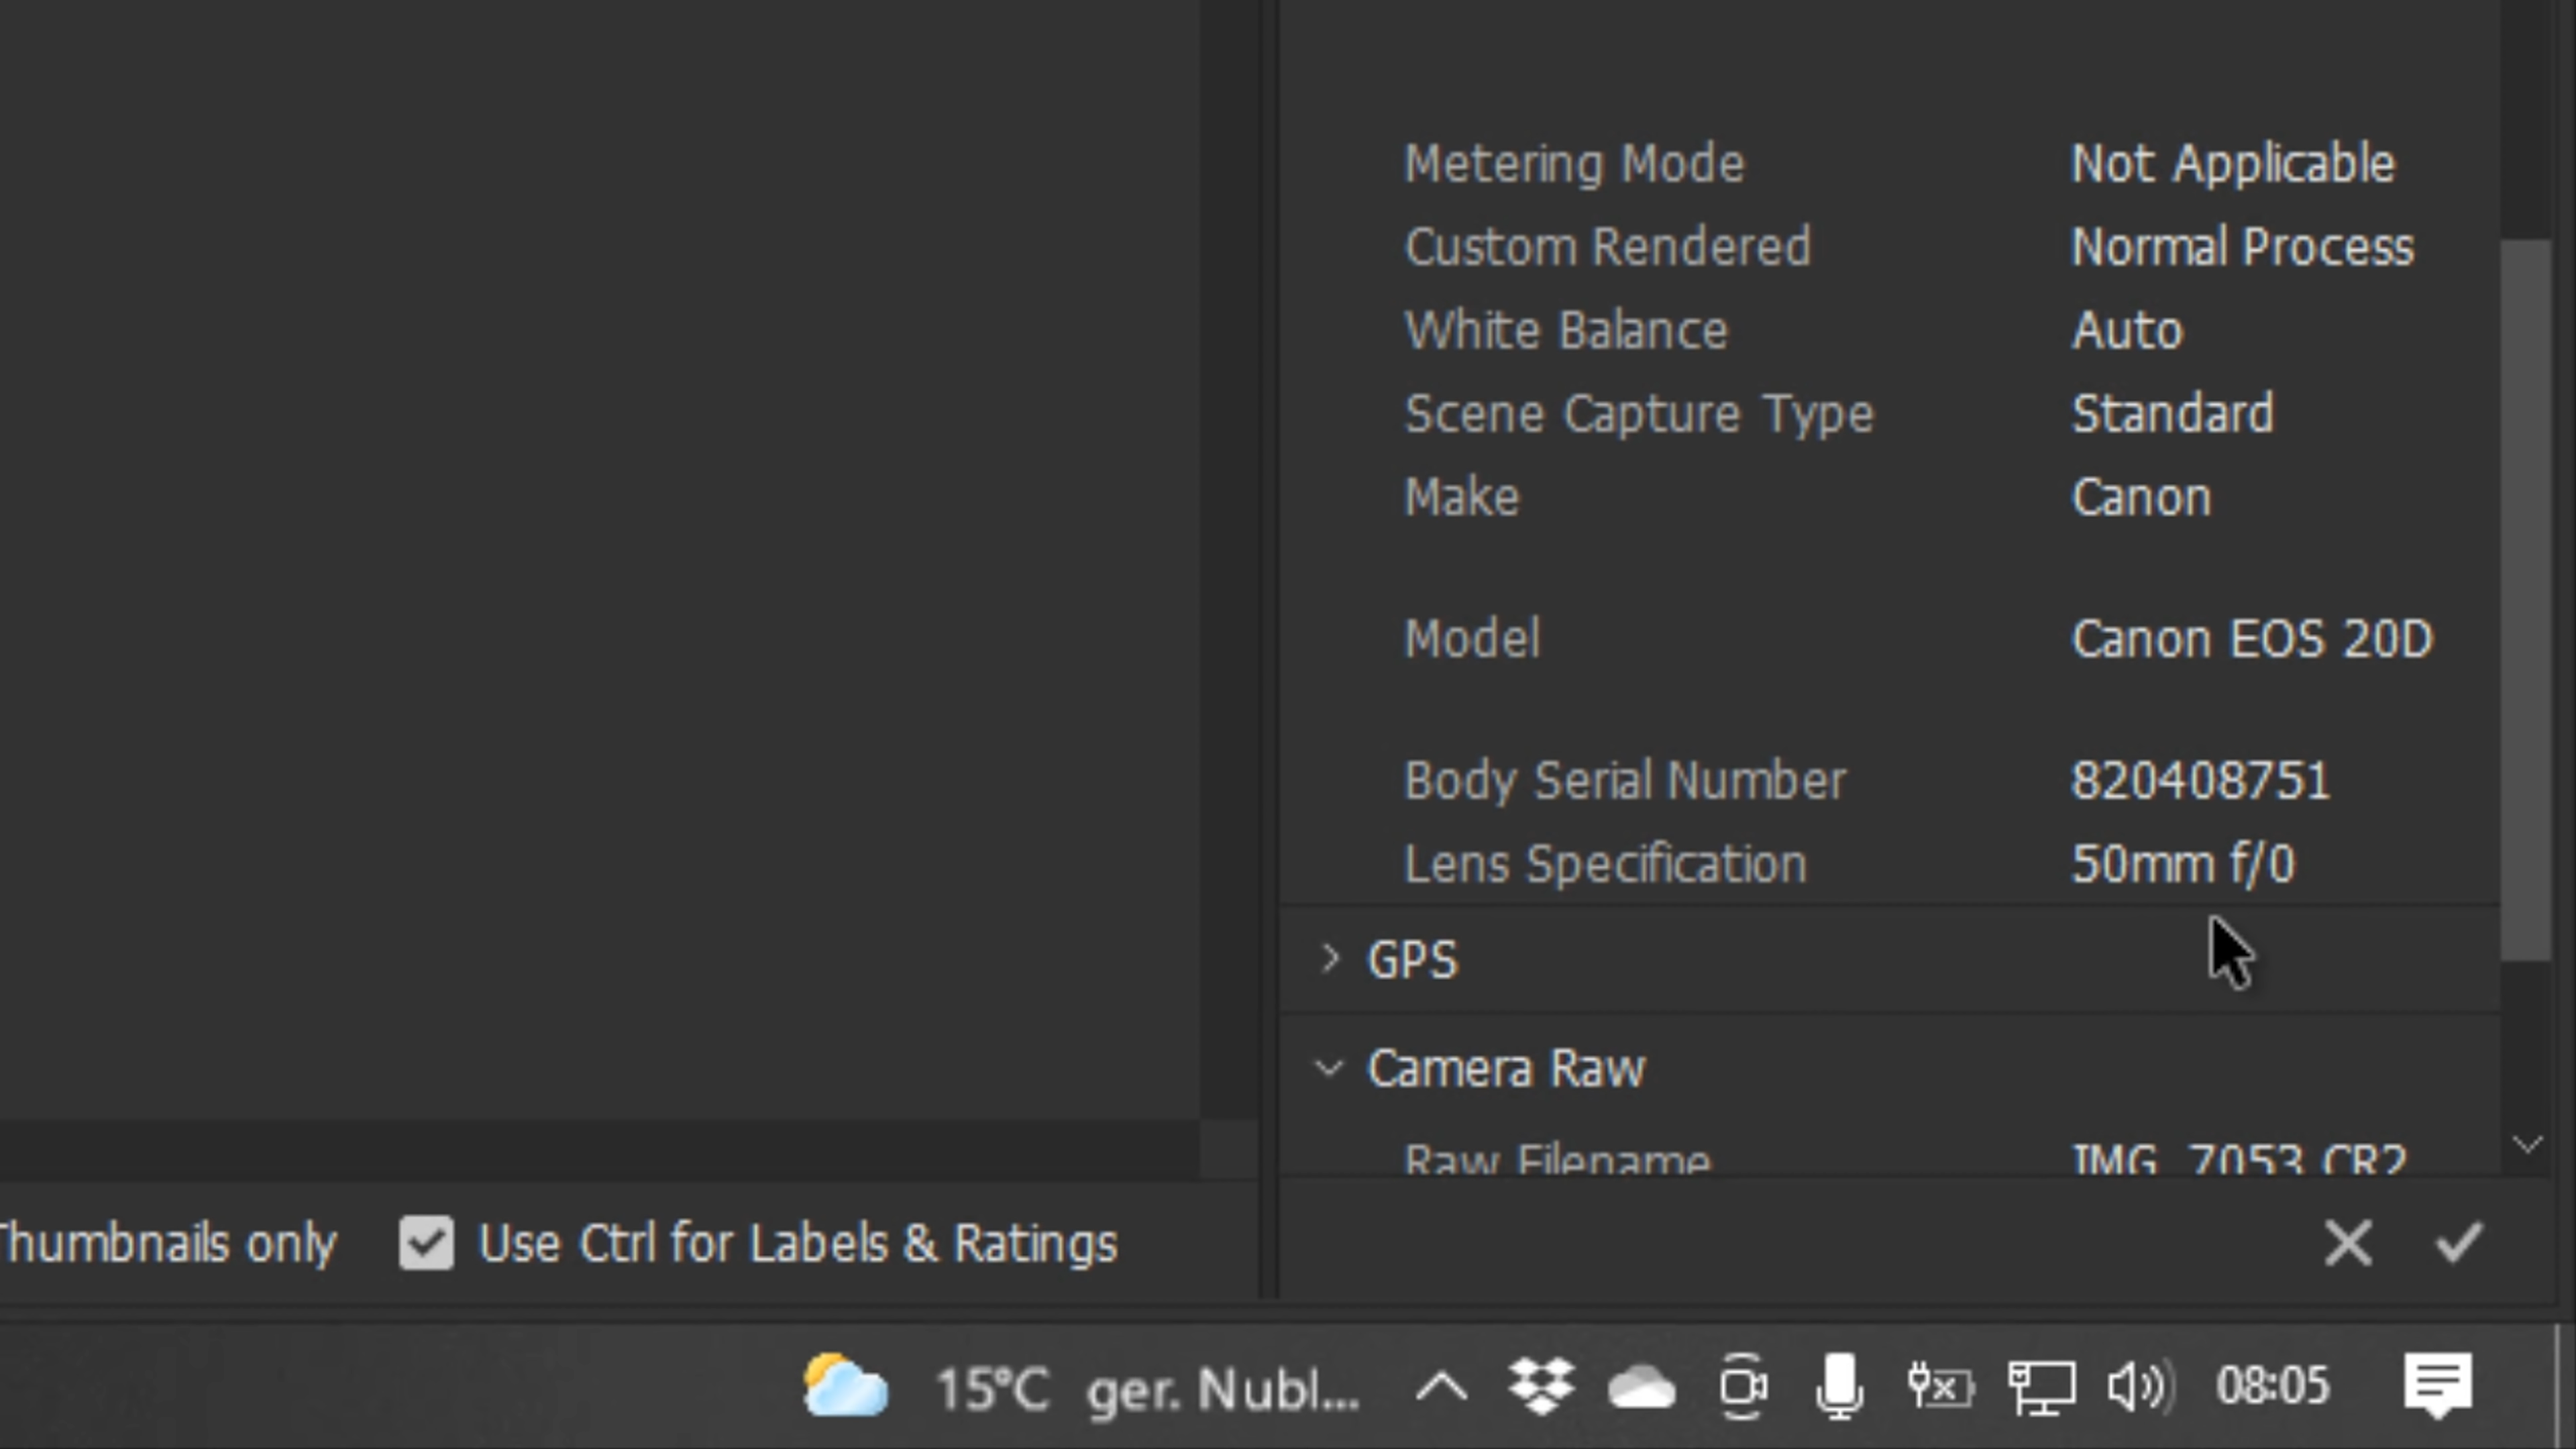 Metering Mode Not Applicable
Custom Rendered Normal Process
White Balance Auto
Scene Capture Type Standard
Make Canon
Model Canon EOS 20D
Body Serial Number 820408751
Lens Specification 50mm f/0
GPS
Camera Raw
Raw Filename IMG_7053.CR2
Thumbnails only Use Ctrl for Labels & Ratings
15°C ger. Nubl... 08:05